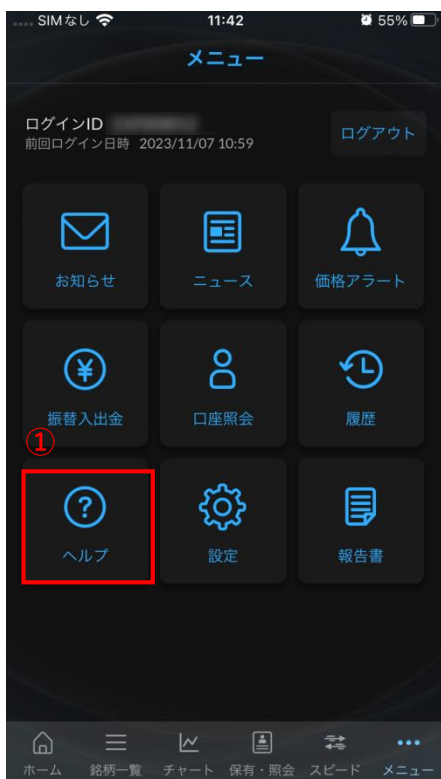 SIMなし 11:42 55%
メニュー
ログインID
前回ログイン日時 2023/11/07 10:59
ログアウト
お知らせ ニュース 価格アラート
振替入出金 口座照会 履歴
①
ヘルプ 設定 報告書
ホーム 銘柄一覧 チャート 保有・照会 スピード メニュー